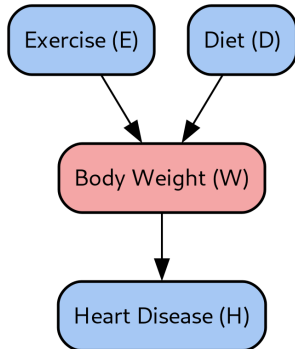 Exercise (E)
Diet (D)
Body Weight (W)
Heart Disease (H)